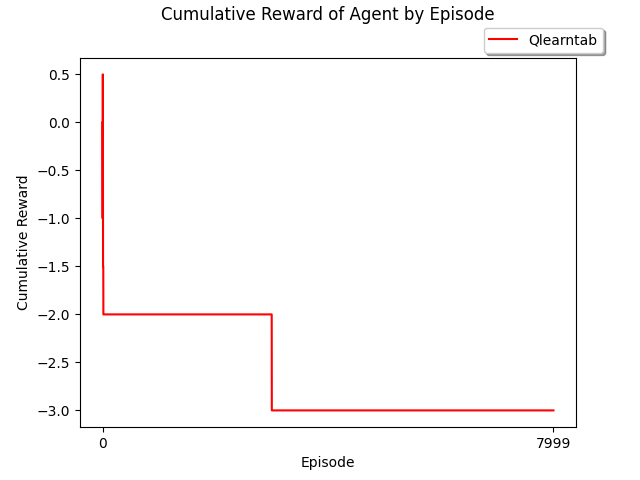 Cumulative Reward of Agent by Episode
Qlearntab
0.5
0.0
−0.5
−1.0
−1.5
−2.0
−2.5
−3.0
Cumulative Reward
0 7999
Episode